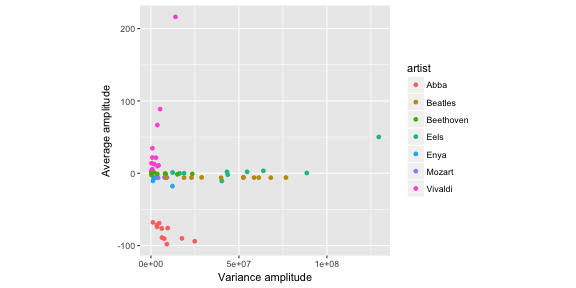 200
100
0
-100
Average amplitude
0e+00
5e+07
1e+08
Variance amplitude
artist
Abba
Beatles
Beethoven
Eels
Enya
Mozart
Vivaldi